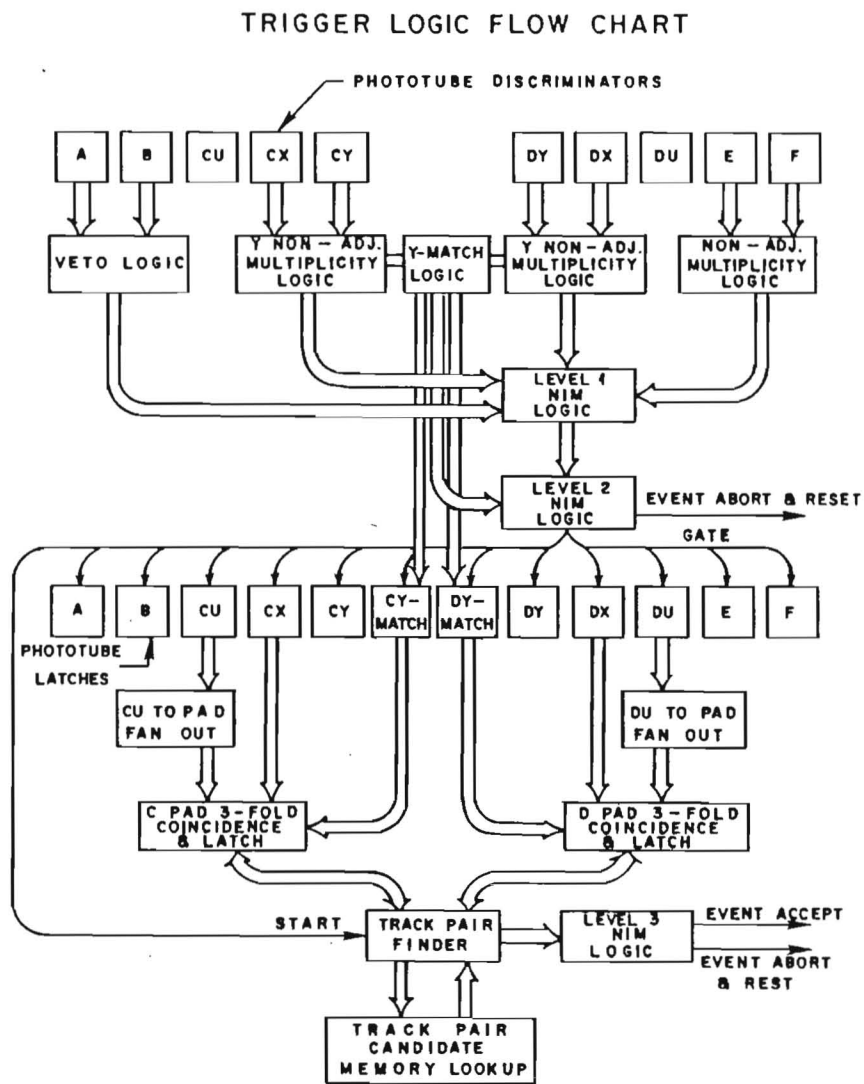 TRIGGER LOGIC FLOW CHART
PHOTOTUBE DISCRIMINATORS
A B CU CX CY DY DX DU E F
VETO LOGIC
Y NON-ADJ.
MULTIPLICITY
LOGIC
Y-MATCH
LOGIC
Y NON-ADJ.
MULTIPLICITY
LOGIC
NON-ADJ.
MULTIPLICITY
LOGIC
LEVEL 1
NIM
LOGIC
LEVEL 2
NIM
LOGIC
EVENT ABORT & RESET
GATE
A B CU CX CY CY-MATCH DY-MATCH DY DX DU E F
PHOTOTUBE
LATCHES
CU TO PAD
FAN OUT
DU TO PAD
FAN OUT
C PAD 3-FOLD
COINCIDENCE
& LATCH
D PAD 3-FOLD
COINCIDENCE
& LATCH
START
TRACK PAIR
FINDER
LEVEL 3
NIM
LOGIC
EVENT ACCEPT
EVENT ABORT
& REST
TRACK PAIR
CANDIDATE
MEMORY LOOKUP